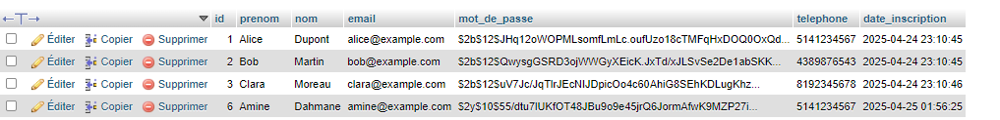 ←T→ id prenom nom email mot_de_passe telephone date_inscription
Éditer Copier Supprimer 1 Alice Dupont alice@example.com $2b$12$JHq12oWOPMLsomfLmLc.oufUzo18cTMFqHxDOQ0OxQd... 5141234567 2025-04-24 23:10:45
Éditer Copier Supprimer 2 Bob Martin bob@example.com $2b$12$QwysgGSRD3ojWWGyXEicK.JxTd/xJLSvSe2De1abSKK... 4389876543 2025-04-24 23:10:45
Éditer Copier Supprimer 3 Clara Moreau clara@example.com $2b$12$uV7Jc/JqTlrJEcNIJDpicOo4c60AhiG8SEhKDLugKhz... 8192345678 2025-04-24 23:10:46
Éditer Copier Supprimer 6 Amine Dahmane amine@example.com $2y$10$55/dtu7lUKfOT48JBu9o9e45jrQ6JormAfwK9MZP27i... 5141234567 2025-04-25 01:56:25